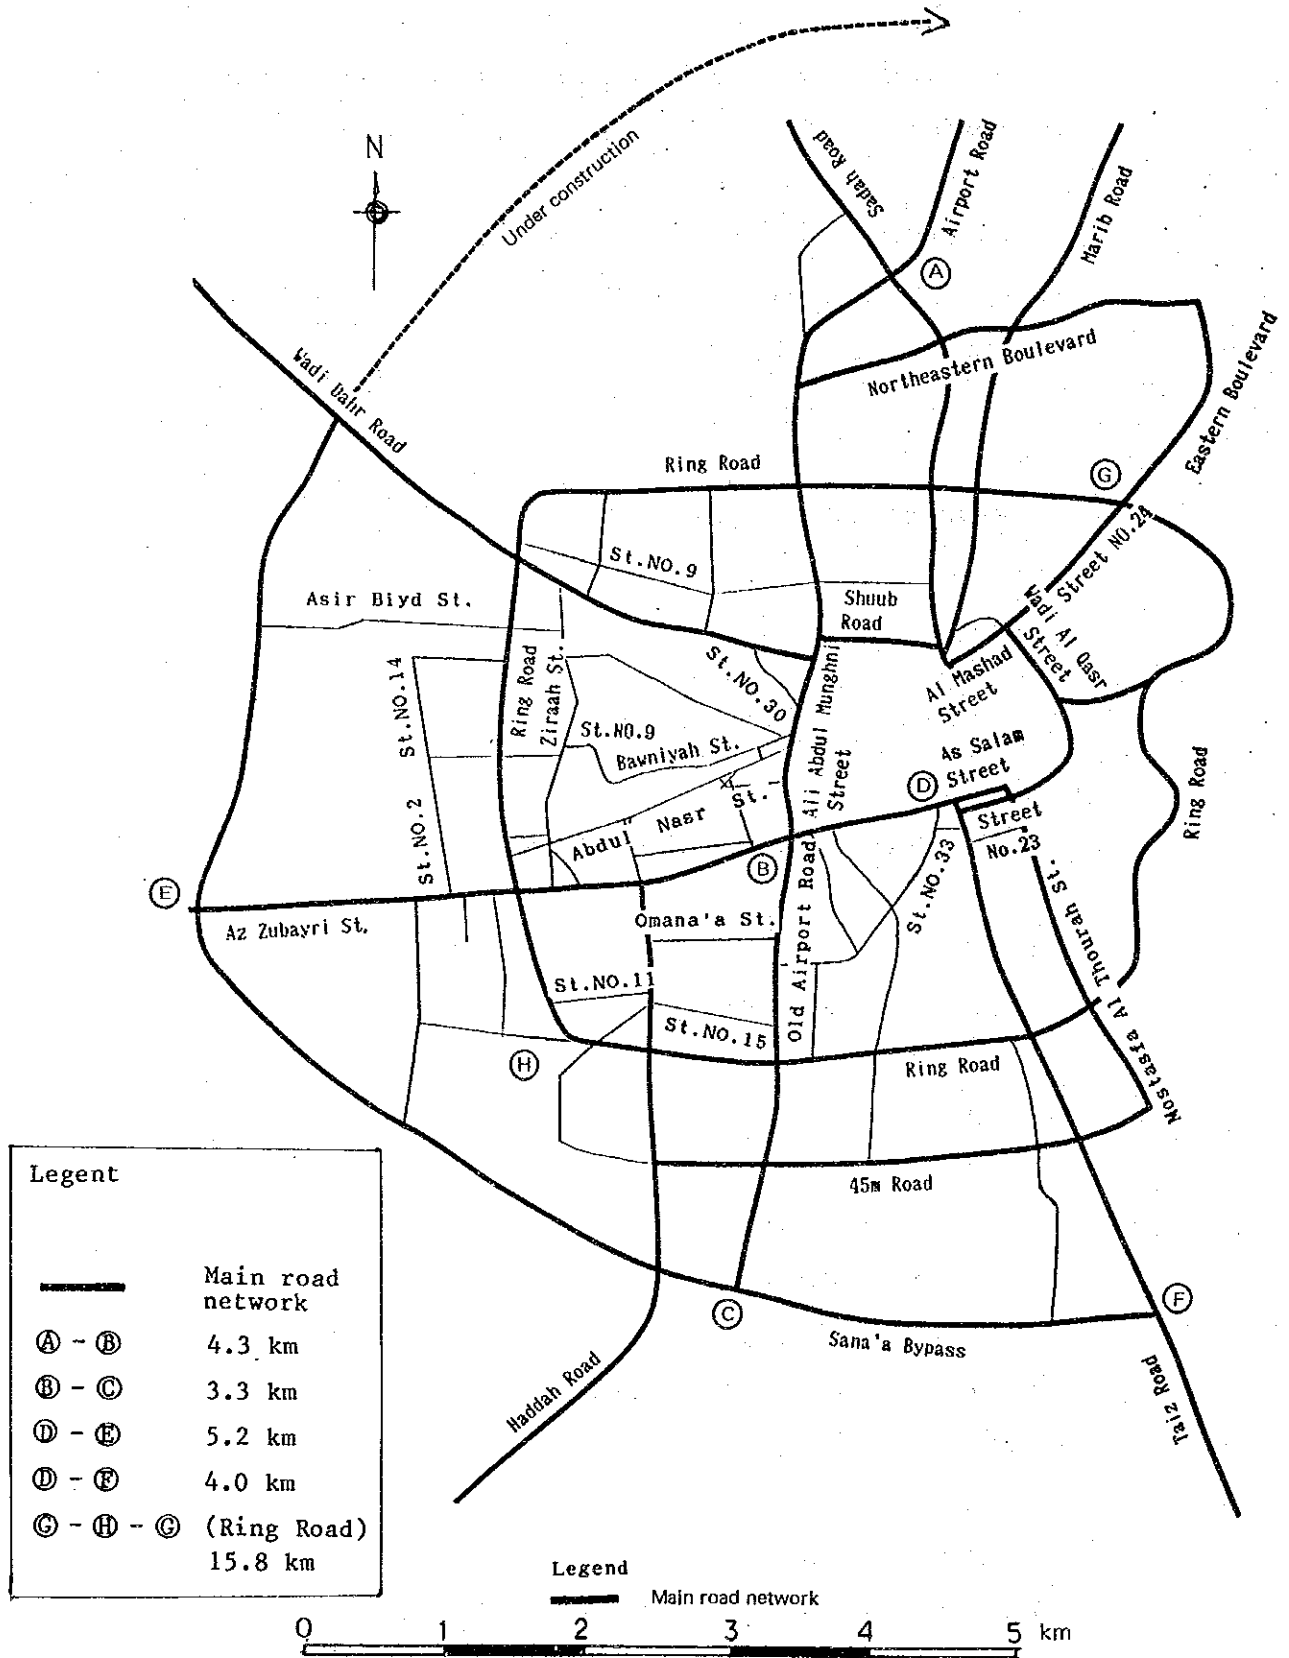 N
Under construction
Sadah Road
Airport Road
Marib Road
A
Wadi Dahr Road
Northeastern Boulevard
Eastern Boulevard
Ring Road
G
St.NO.9
Street NO.24
Asir Biyd St.
Shuub
Road
Wadi Al Qasr
Street
St.NO.14
Ring Road
Ziraah St.
St.NO.30
Al Mashad
Street
St.NO.9
Bawniyah St.
Ali Abdul Munghni
Street
As Salam
Street
D
Ring Road
St.NO.2
Abdul Nasr St.
Street
No.23
B
St.NO.33
E
Az Zubayri St.
Omana'a St.
Old Airport Road
Mostasfa Al Thourah St.
St.NO.11
St.NO.15
H
Ring Road
45m Road
C
F
Sana'a Bypass
Haddah Road
Taiz Road
Legent
Main road
network
A - B 4.3 km
B - C 3.3 km
D - E 5.2 km
D - F 4.0 km
G - H - G (Ring Road)
15.8 km
Legend
Main road network
0 1 2 3 4 5 km